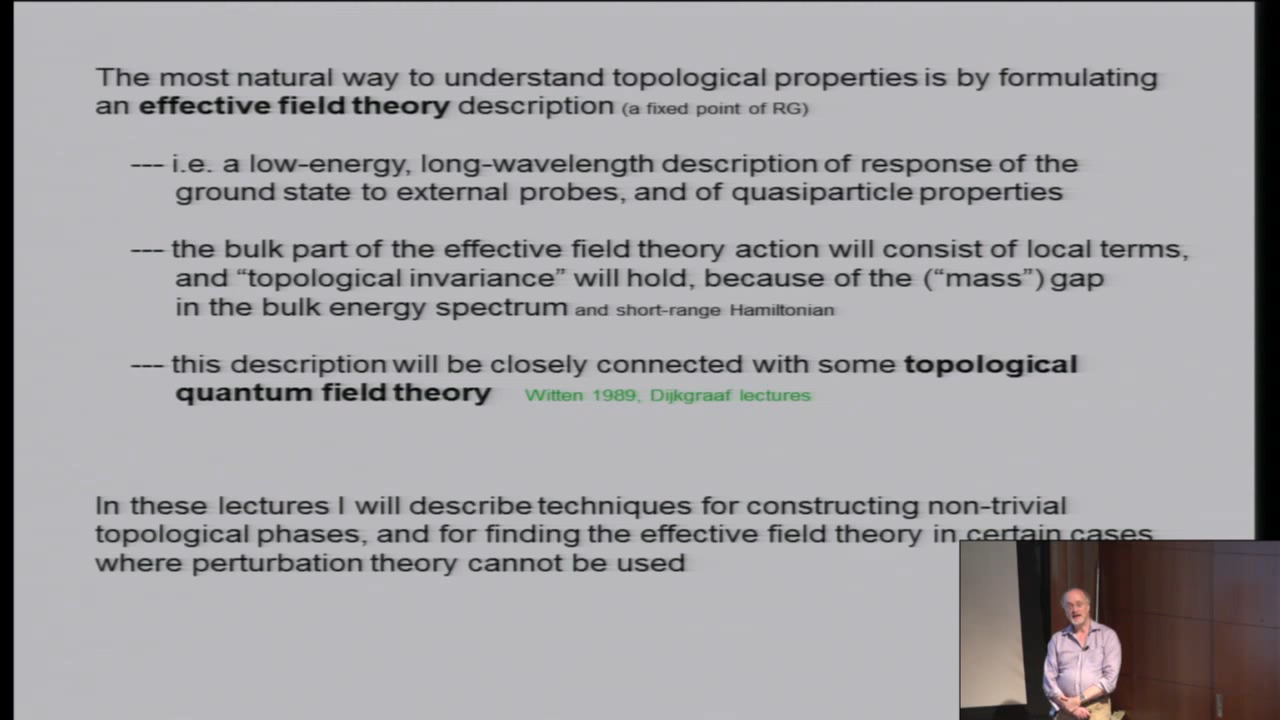 The most natural way to understand topological properties is by formulating
an effective field theory description (a fixed point of RG)
--- i.e. a low-energy, long-wavelength description of response of the
ground state to external probes, and of quasiparticle properties
--- the bulk part of the effective field theory action will consist of local terms,
and “topological invariance” will hold, because of the (“mass”) gap
in the bulk energy spectrum and short-range Hamiltonian
--- this description will be closely connected with some topological
quantum field theory Witten 1989, Dijkgraaf lectures
In these lectures I will describe techniques for constructing non-trivial
topological phases, and for finding the effective field theory in certain cases
where perturbation theory cannot be used